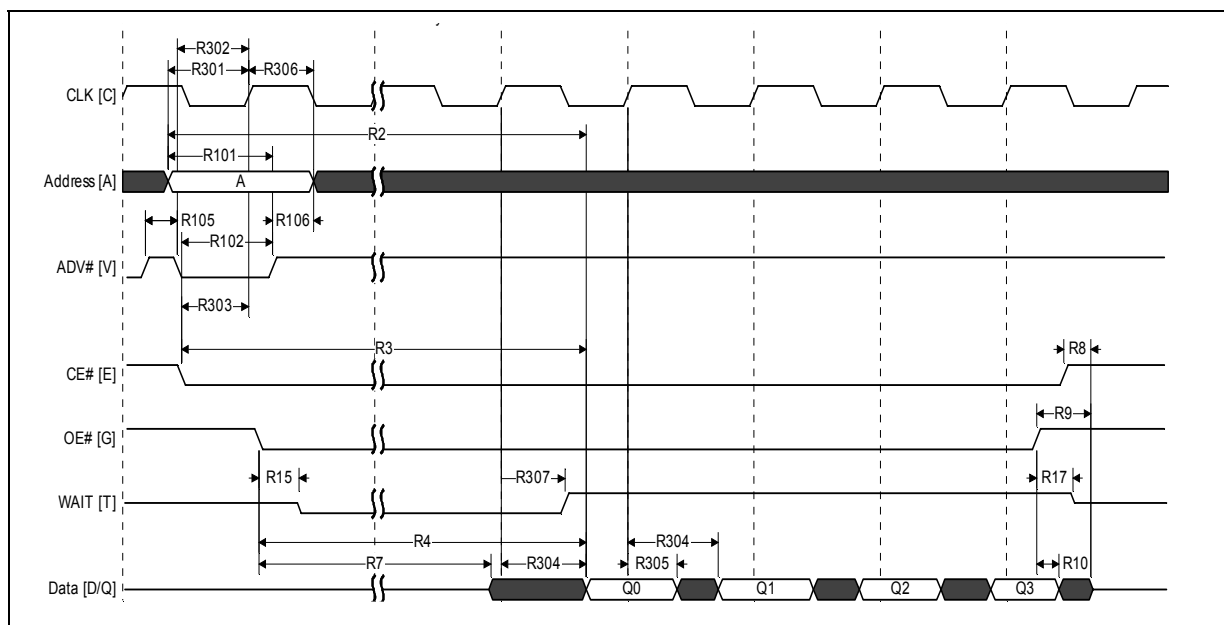 R302
R301 R306
CLK [C]
R2
R101
Address [A] A
R105 R106
R102
ADV# [V]
R303
R3
R8
CE# [E]
R9
OE# [G]
R15 R307 R17
WAIT [T]
R4 R304
R7 R304 R305 R10
Data [D/Q] Q0 Q1 Q2 Q3